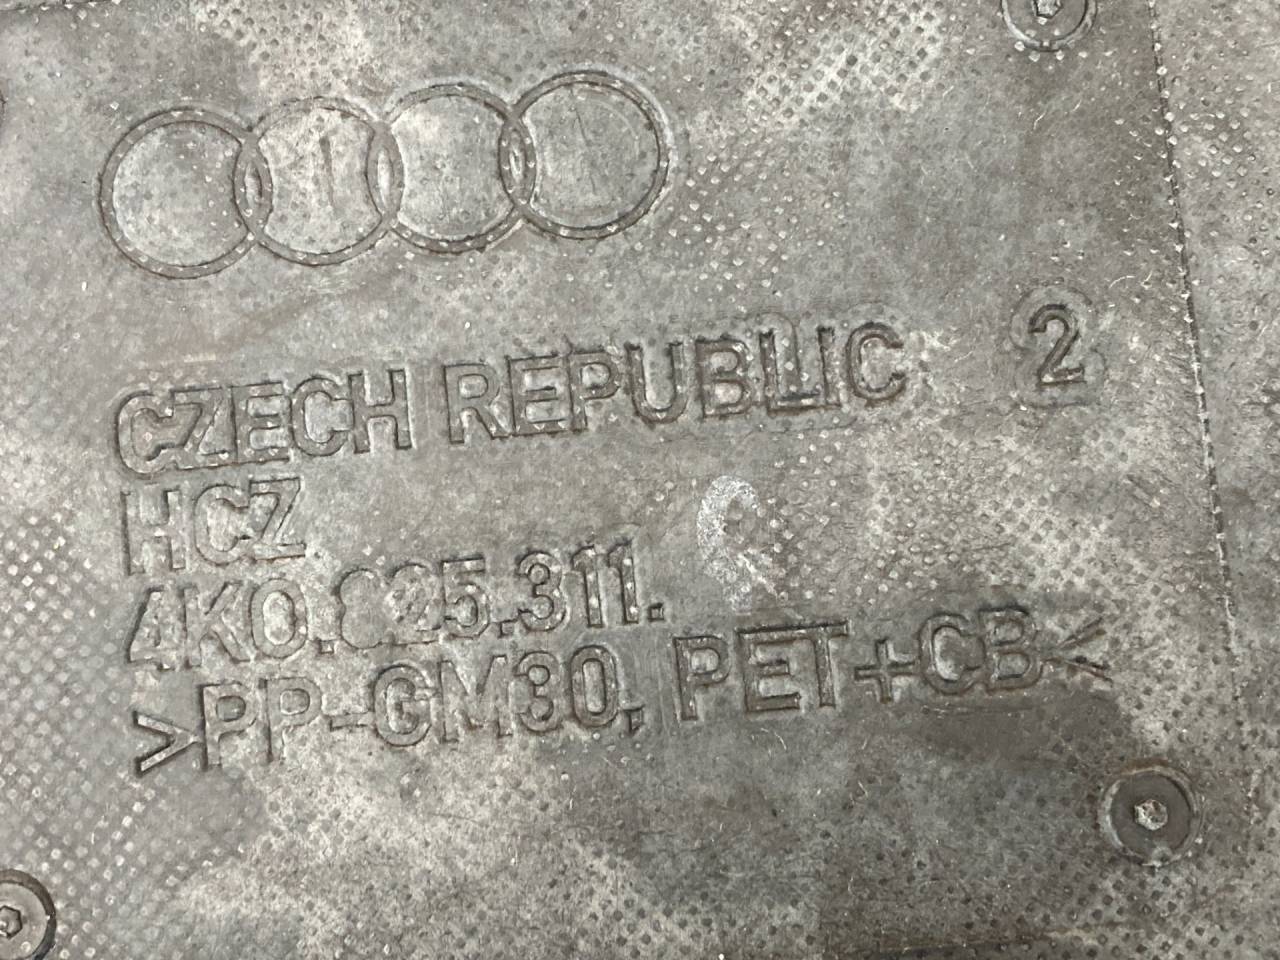 CZECH REPUBLIC 2
HCZ
4K0.825.311.
>PP-GM30, PET+CB<